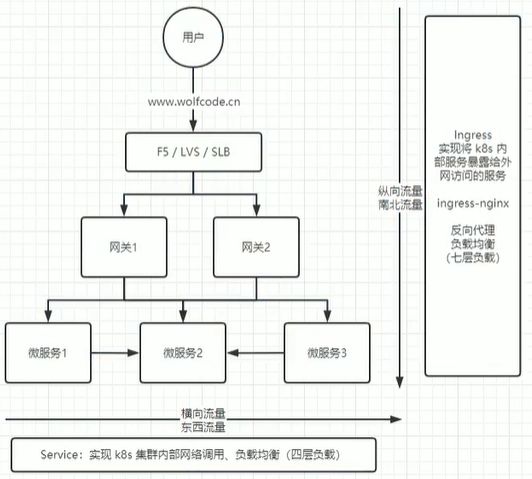 用户
www.wolfcode.cn
F5 / LVS / SLB
网关1
网关2
微服务1
微服务2
微服务3
纵向流量
南北流量
Ingress
实现将 k8s 内
部服务暴露给外
网访问的服务
ingress-nginx
反向代理
负载均衡
（七层负载）
横向流量
东西流量
Service：实现 k8s 集群内部网络调用、负载均衡（四层负载）